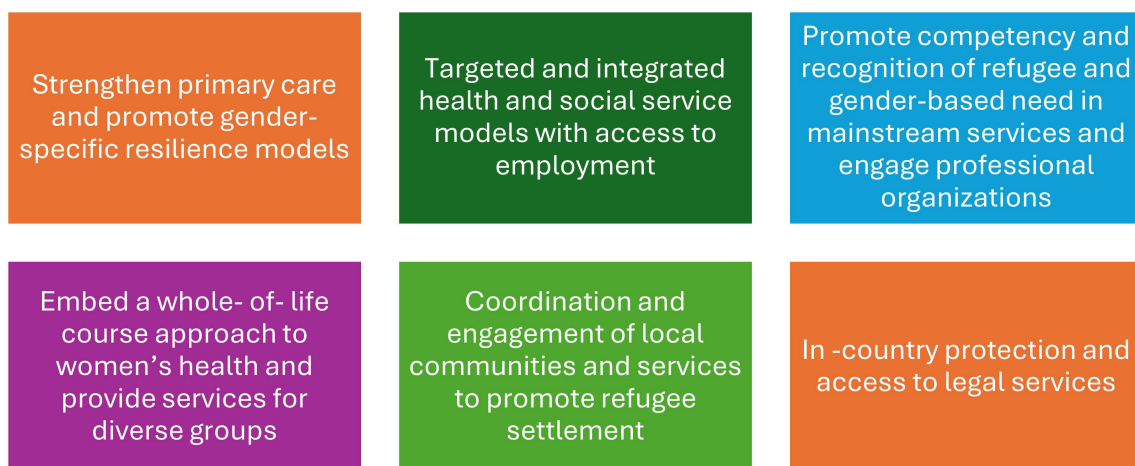 Strengthen primary care
and promote gender-
specific resilience models
Targeted and integrated
health and social service
models with access to
employment
Promote competency and
recognition of refugee and
gender-based need in
mainstream services and
engage professional
organizations
Embed a whole- of- life
course approach to
women’s health and
provide services for
diverse groups
Coordination and
engagement of local
communities and services
to promote refugee
settlement
In -country protection and
access to legal services